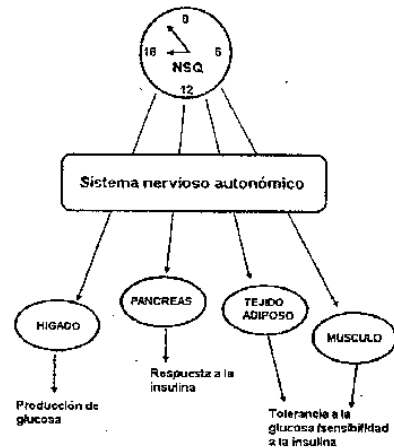 0
18 6
NSQ
12
Sistema nervioso autonómico
HIGADO
PANCREAS
TEJIDO
ADIPOSO
MUSCULO
Producción de
glucosa
Respuesta a la
insulina
Tolerancia a la
glucosa /sensibilidad
a la insulina